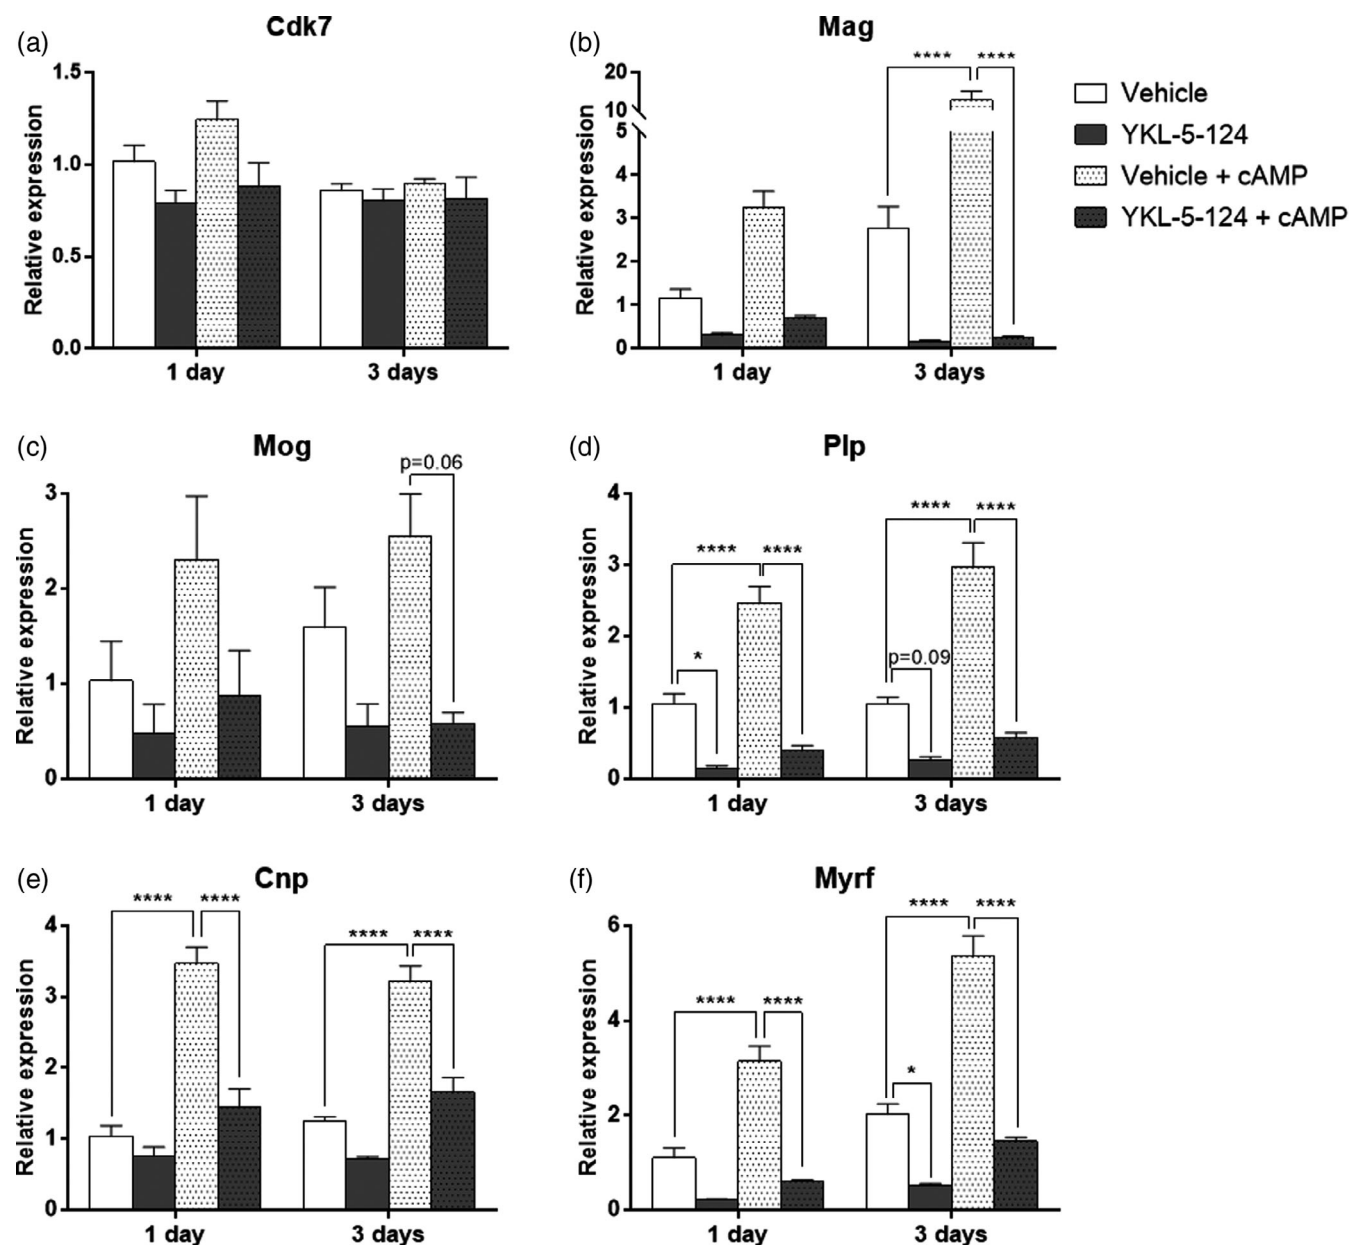 (a) Cdk7
1.5
1.0
0.5
0.0
Relative expression
1 day 3 days
(b) Mag
**** ****
20
10
5
4
3
2
1
0
Relative expression
1 day 3 days
Vehicle
YKL-5-124
Vehicle + cAMP
YKL-5-124 + cAMP
(c) Mog
p=0.06
3
2
1
0
Relative expression
1 day 3 days
(d) Plp
4
3
2
1
0
Relative expression
**** ****
**** ****
*
p=0.09
1 day 3 days
(e) Cnp
**** ****
**** ****
4
3
2
1
0
Relative expression
1 day 3 days
(f) Myrf
**** ****
6
4
2
0
Relative expression
**** ****
*
1 day 3 days